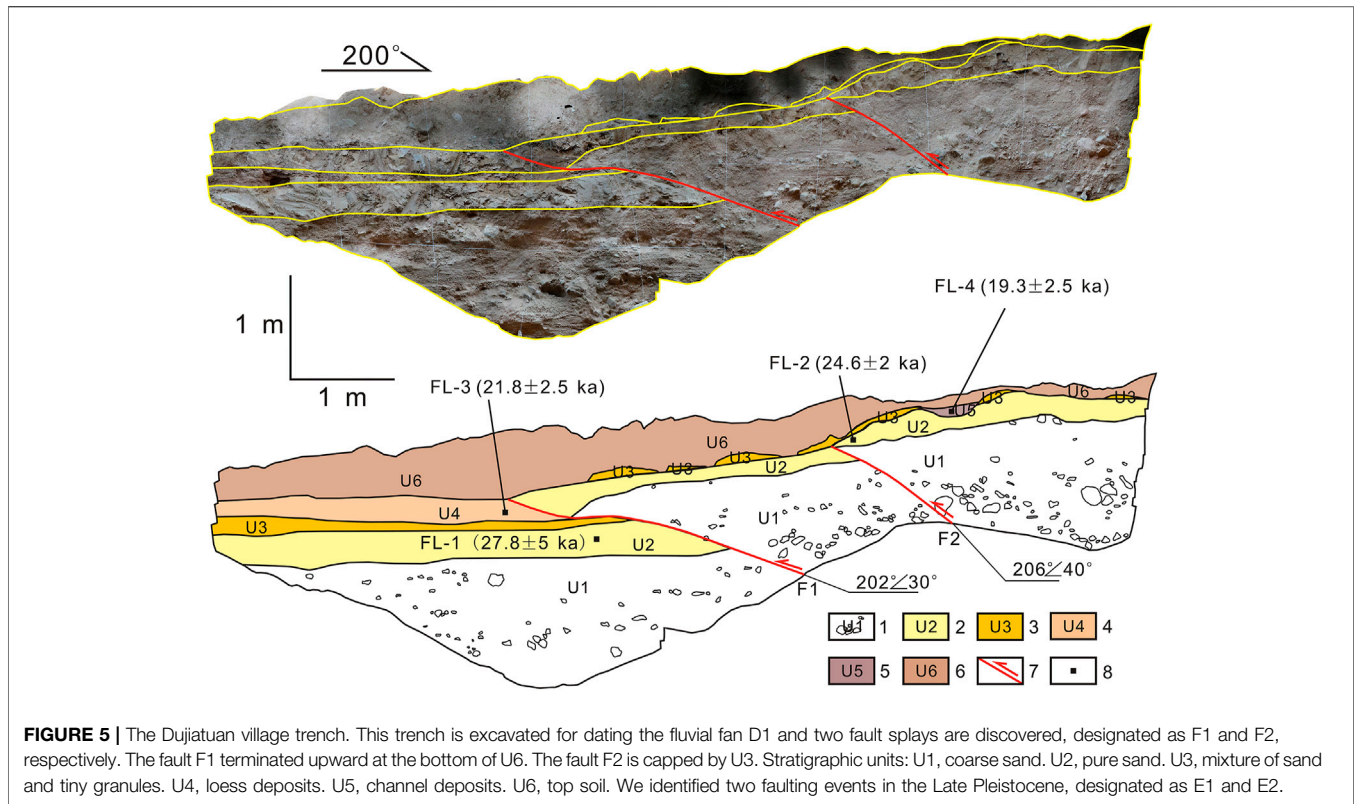 200°
1 m
1 m
FL-4 (19.3±2.5 ka)
FL-2 (24.6±2 ka)
FL-3 (21.8±2.5 ka)
U6
U3
U3
U5
U3
U2
U6
U3
U3
U3
U2
U1
U6
U4
U3
U1
FL-1 (27.8±5 ka)
U2
F2
U1
F1
202°∠30°
206°∠40°
U1 1 U2 2 U3 3 U4 4
U5 5 U6 6 7 8
FIGURE 5 | The Dujiatuan village trench. This trench is excavated for dating the fluvial fan D1 and two fault splays are discovered, designated as F1 and F2,
respectively. The fault F1 terminated upward at the bottom of U6. The fault F2 is capped by U3. Stratigraphic units: U1, coarse sand. U2, pure sand. U3, mixture of sand
and tiny granules. U4, loess deposits. U5, channel deposits. U6, top soil. We identified two faulting events in the Late Pleistocene, designated as E1 and E2.